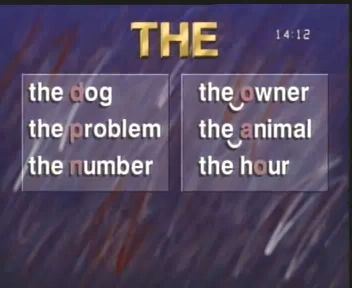 THE
14:12
the dog
the problem
the number
the owner
the animal
the hour